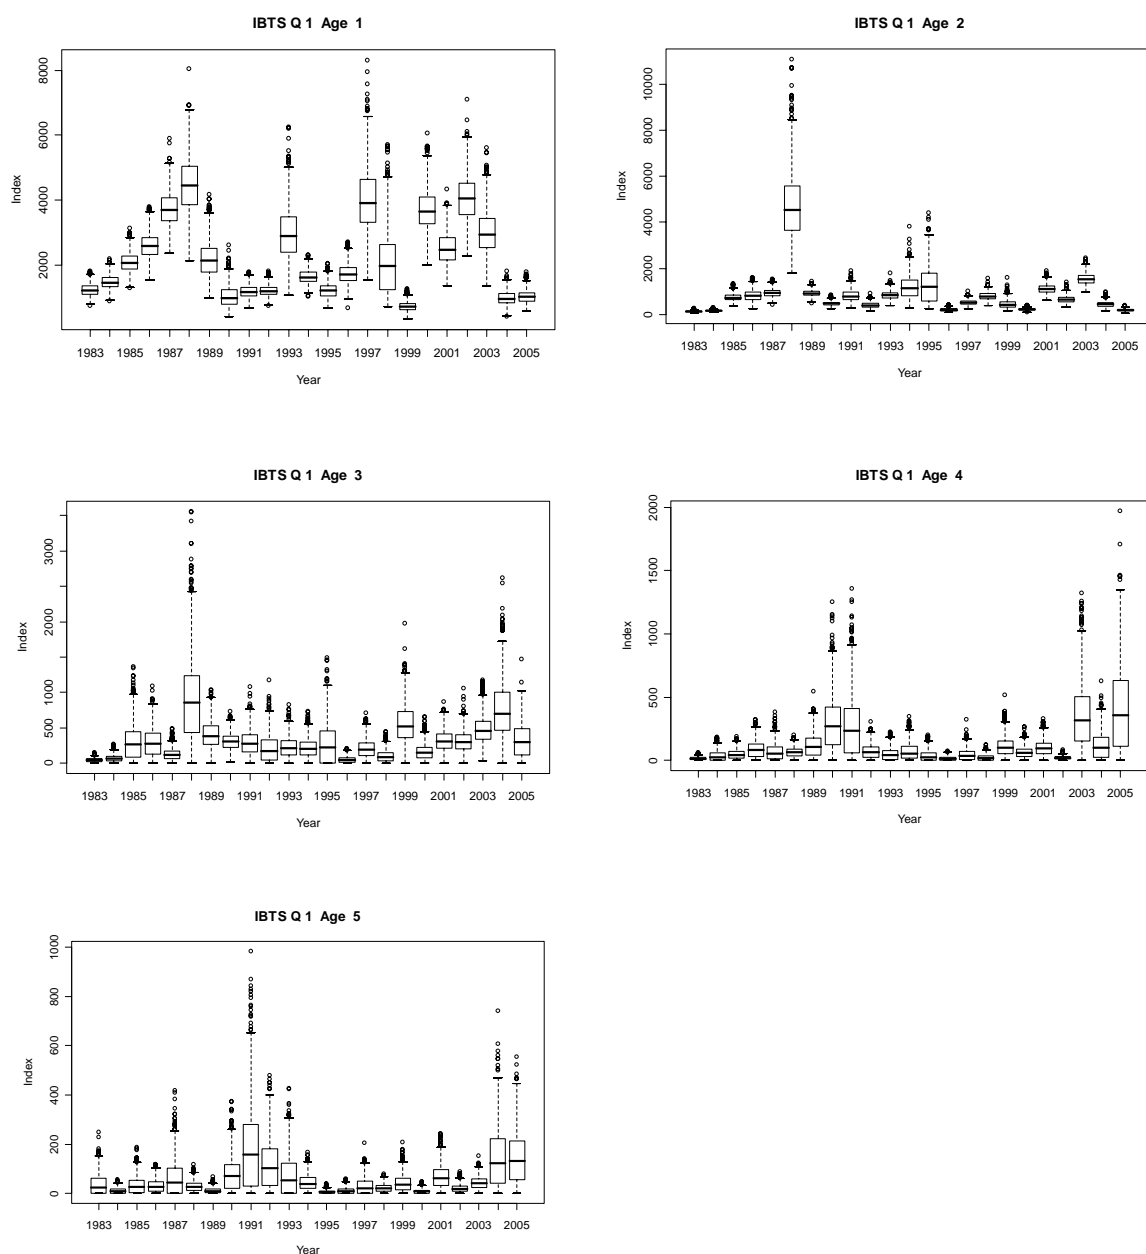 IBTS Q 1 Age 1
Index
8000
6000
4000
2000
1983 1985 1987 1989 1991 1993 1995 1997 1999 2001 2003 2005
Year
IBTS Q 1 Age 2
Index
10000
8000
6000
4000
2000
0
1983 1985 1987 1989 1991 1993 1995 1997 1999 2001 2003 2005
Year
IBTS Q 1 Age 3
Index
3000
2000
1000
500
0
1983 1985 1987 1989 1991 1993 1995 1997 1999 2001 2003 2005
Year
IBTS Q 1 Age 4
Index
2000
1500
1000
500
0
1983 1985 1987 1989 1991 1993 1995 1997 1999 2001 2003 2005
Year
IBTS Q 1 Age 5
Index
1000
800
600
400
200
0
1983 1985 1987 1989 1991 1993 1995 1997 1999 2001 2003 2005
Year